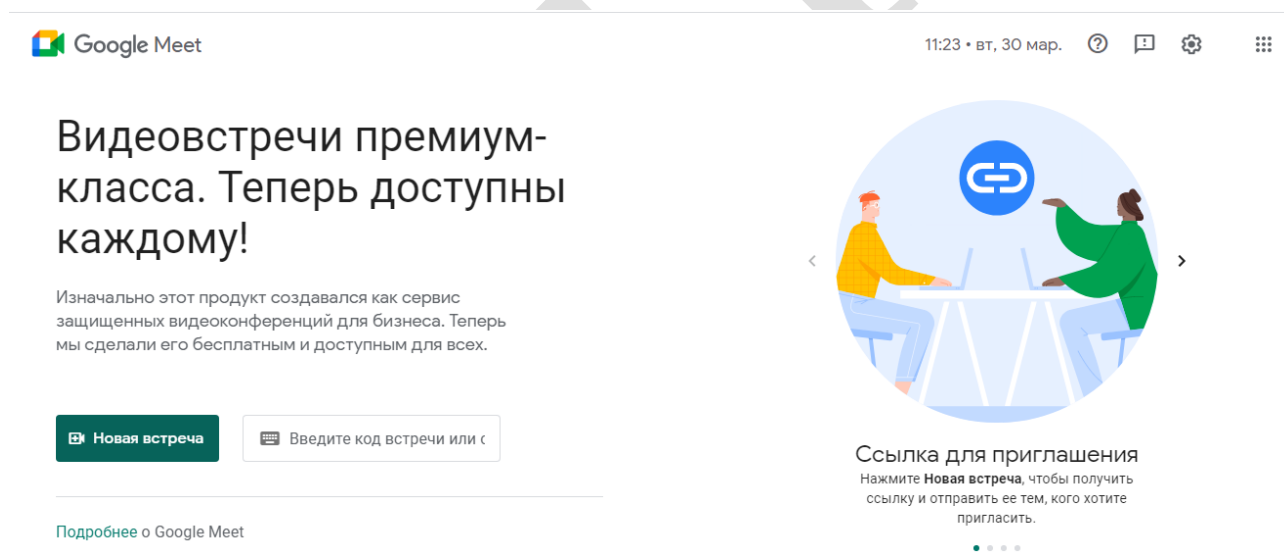 Google Meet
11:23 • вт, 30 мар.
Видеовстречи премиум-
класса. Теперь доступны
каждому!
Изначально этот продукт создавался как сервис
защищенных видеоконференций для бизнеса. Теперь
мы сделали его бесплатным и доступным для всех.
Новая встреча
Введите код встречи или с
Подробнее о Google Meet
Ссылка для приглашения
Нажмите Новая встреча, чтобы получить
ссылку и отправить ее тем, кого хотите
пригласить.